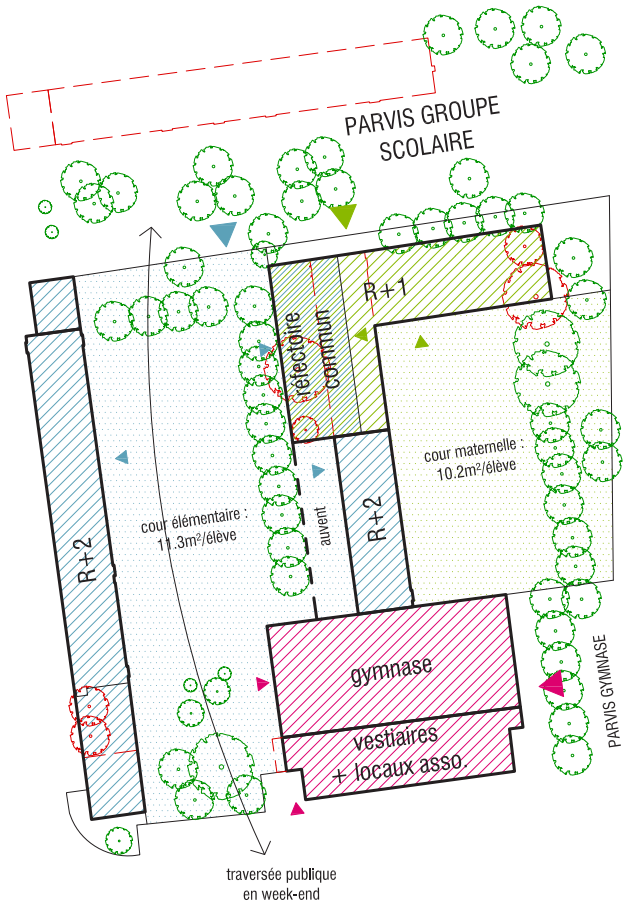 PARVIS GROUPE
SCOLAIRE
R+1
réfectoire
commun
cour maternelle :
10.2m²/élève
cour élémentaire :
11.3m²/élève
auvent
R+2
R+2
gymnase
PARVIS GYMNASE
vestiaires
+ locaux asso.
traversée publique
en week-end